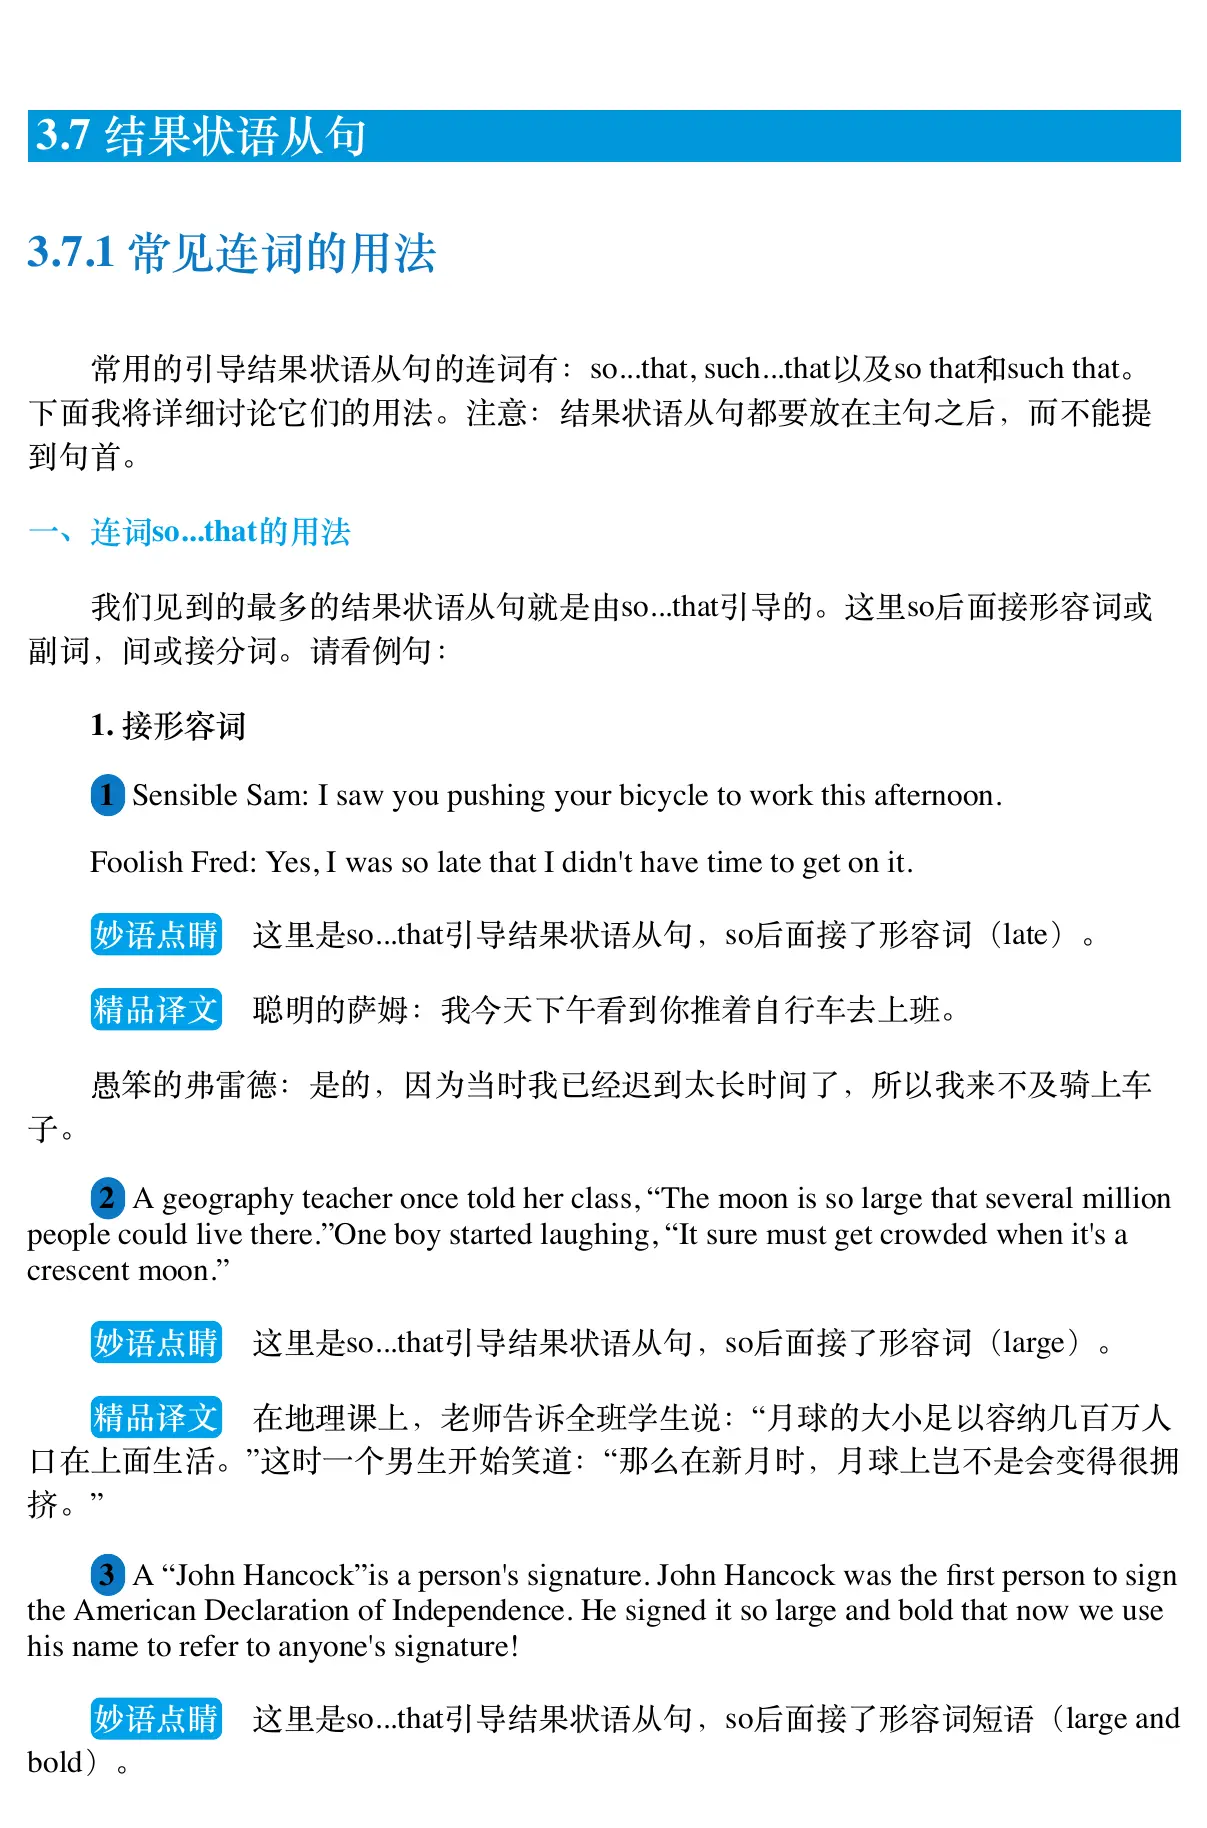 3.7 结果状语从句
3.7.1 常见连词的用法
常用的引导结果状语从句的连词有：so...that, such...that以及so that和such that。
下面我将详细讨论它们的用法。注意：结果状语从句都要放在主句之后，而不能提
到句首。
一、连词so...that的用法
我们见到的最多的结果状语从句就是由so...that引导的。这里so后面接形容词或
副词，间或接分词。请看例句：
1. 接形容词
1 Sensible Sam: I saw you pushing your bicycle to work this afternoon.
Foolish Fred: Yes, I was so late that I didn't have time to get on it.
妙语点睛 这里是so...that引导结果状语从句，so后面接了形容词（late）。
精品译文 聪明的萨姆：我今天下午看到你推着自行车去上班。
愚笨的弗雷德：是的，因为当时我已经迟到太长时间了，所以我来不及骑上车
子。
2 A geography teacher once told her class, “The moon is so large that several million
people could live there.”One boy started laughing, “It sure must get crowded when it's a
crescent moon.”
妙语点睛 这里是so...that引导结果状语从句，so后面接了形容词（large）。
精品译文 在地理课上，老师告诉全班学生说：“月球的大小足以容纳几百万人
口在上面生活。”这时一个男生开始笑道：“那么在新月时，月球上岂不是会变得很拥
挤。”
3 A “John Hancock”is a person's signature. John Hancock was the first person to sign
the American Declaration of Independence. He signed it so large and bold that now we use
his name to refer to anyone's signature!
妙语点睛 这里是so...that引导结果状语从句，so后面接了形容词短语（large and
bold）。